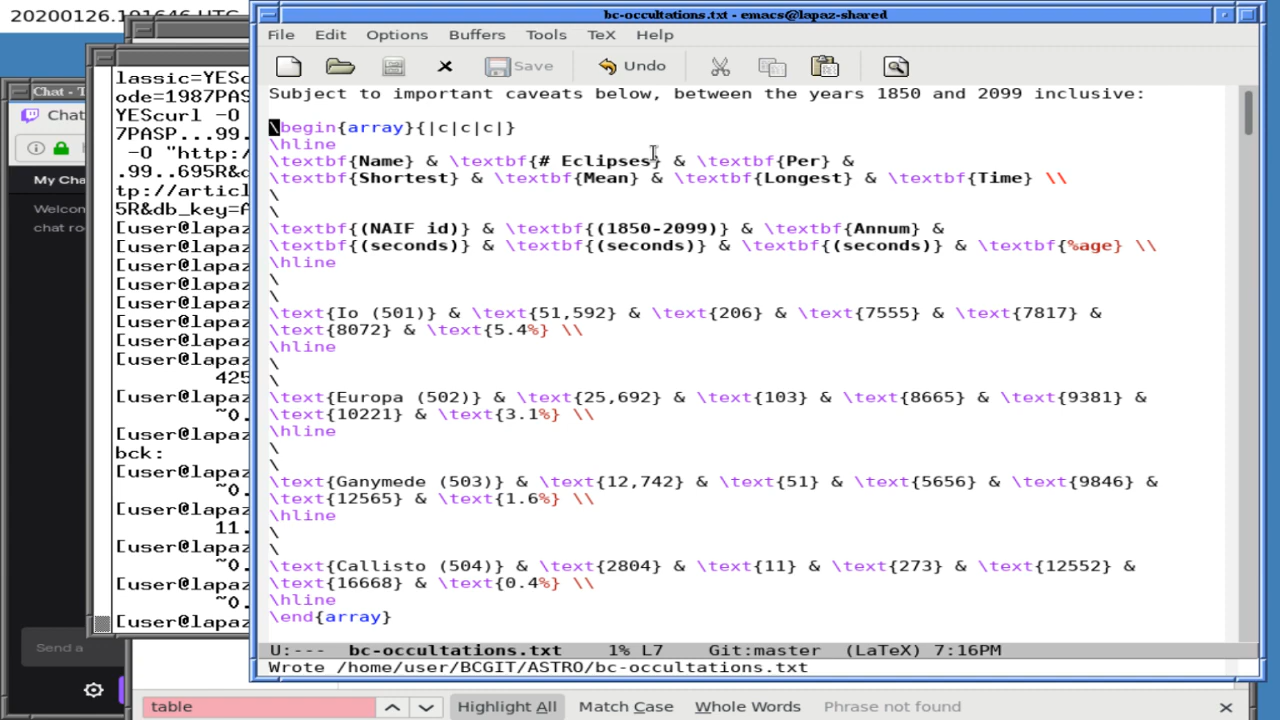 20200126.191646 UTC
bc-occultations.txt - emacs@lapaz-shared
File Edit Options Buffers Tools TeX Help
Save Undo
Subject to important caveats below, between the years 1850 and 2099 inclusive:
\begin{array}{|c|c|c|}
\hline
\textbf{Name} & \textbf{# Eclipses} & \textbf{Per} &
\textbf{Shortest} & \textbf{Mean} & \textbf{Longest} & \textbf{Time} \\
\
\
\textbf{(NAIF id)} & \textbf{(1850-2099)} & \textbf{Annum} &
\textbf{(seconds)} & \textbf{(seconds)} & \textbf{(seconds)} & \textbf{%age} \\
\hline
\
\
\text{Io (501)} & \text{51,592} & \text{206} & \text{7555} & \text{7817} &
\text{8072} & \text{5.4%} \\
\hline
\
\
\text{Europa (502)} & \text{25,692} & \text{103} & \text{8665} & \text{9381} &
\text{10221} & \text{3.1%} \\
\hline
\
\
\text{Ganymede (503)} & \text{12,742} & \text{51} & \text{5656} & \text{9846} &
\text{12565} & \text{1.6%} \\
\hline
\
\
\text{Callisto (504)} & \text{2804} & \text{11} & \text{273} & \text{12552} &
\text{16668} & \text{0.4%} \\
\hline
\end{array}
U:--- bc-occultations.txt 1% L7 Git:master (LaTeX) 7:16PM
Wrote /home/user/BCGIT/ASTRO/bc-occultations.txt
lassic=YESc
ode=1987PAS
YEScurl -O
7PASP...99.
-O "http:/
.99..695R&d
tp://articl
5R&db_key=A
[user@lapaz
[user@lapaz
[user@lapaz
[user@lapaz
[user@lapaz
[user@lapaz
[user@lapaz
[user@lapaz
425
[user@lapaz
~0.
[user@lapaz
bck:
[user@lapaz
~0.
[user@lapaz
11.
[user@lapaz
~0.
[user@lapaz
~0.
[user@lapaz
Chat - T
Chat
My Cha
Welcom
chat ro
Send a
table Highlight All Match Case Whole Words Phrase not found